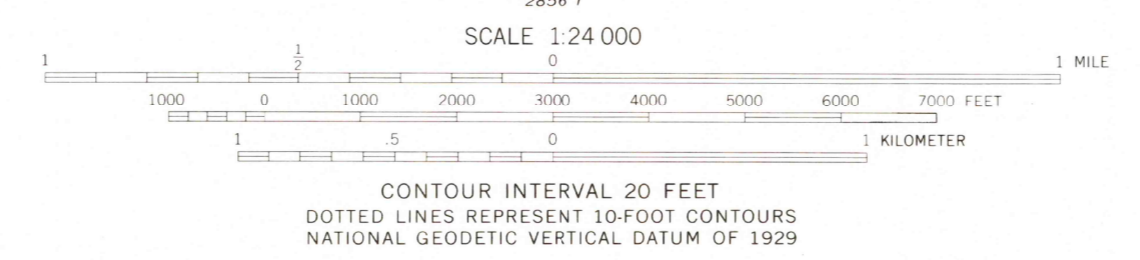 SCALE 1:24 000
1 1/2 0 1 MILE
1000 0 1000 2000 3000 4000 5000 6000 7000 FEET
1 .5 0 1 KILOMETER
CONTOUR INTERVAL 20 FEET
DOTTED LINES REPRESENT 10-FOOT CONTOURS
NATIONAL GEODETIC VERTICAL DATUM OF 1929